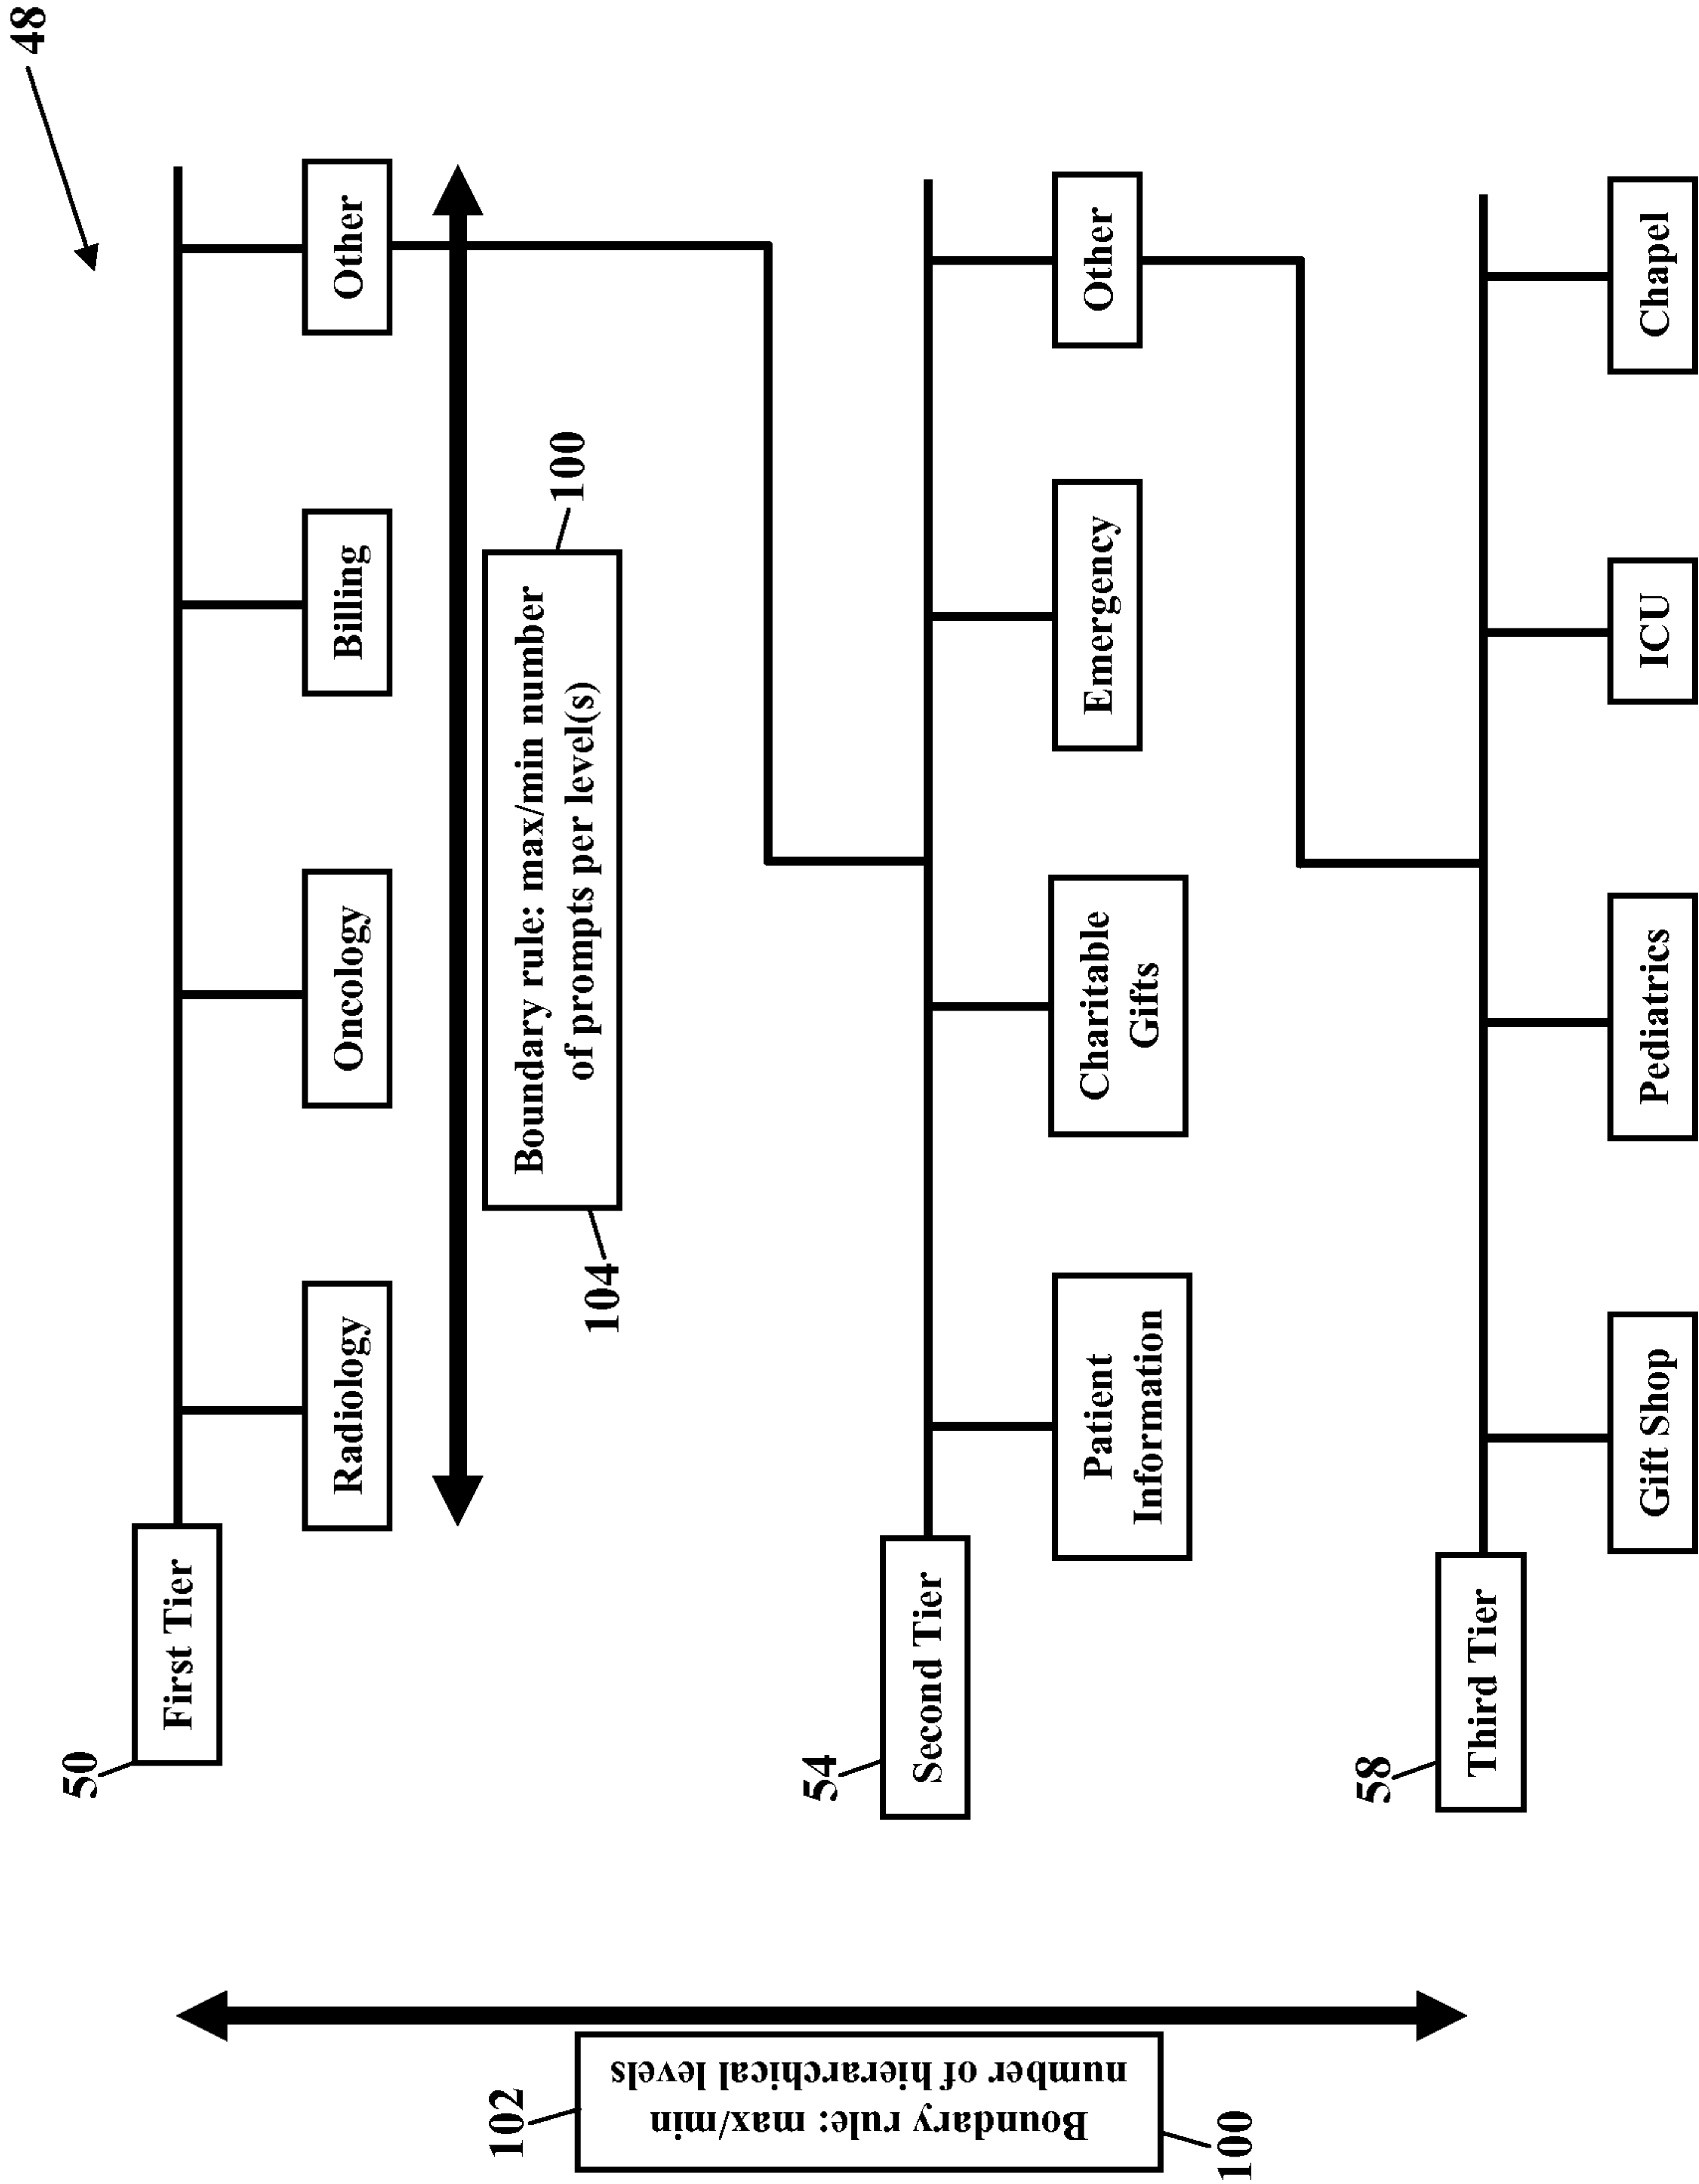 48
50
First Tier
Radiology
Oncology
Billing
Other
104
100
Boundary rule: max/min number
of prompts per level(s)
54
Second Tier
Patient
Information
Charitable
Gifts
Emergency
Other
58
Third Tier
Gift Shop
Pediatrics
ICU
Chapel
102
100
Boundary rule: max/min
number of hierarchical levels